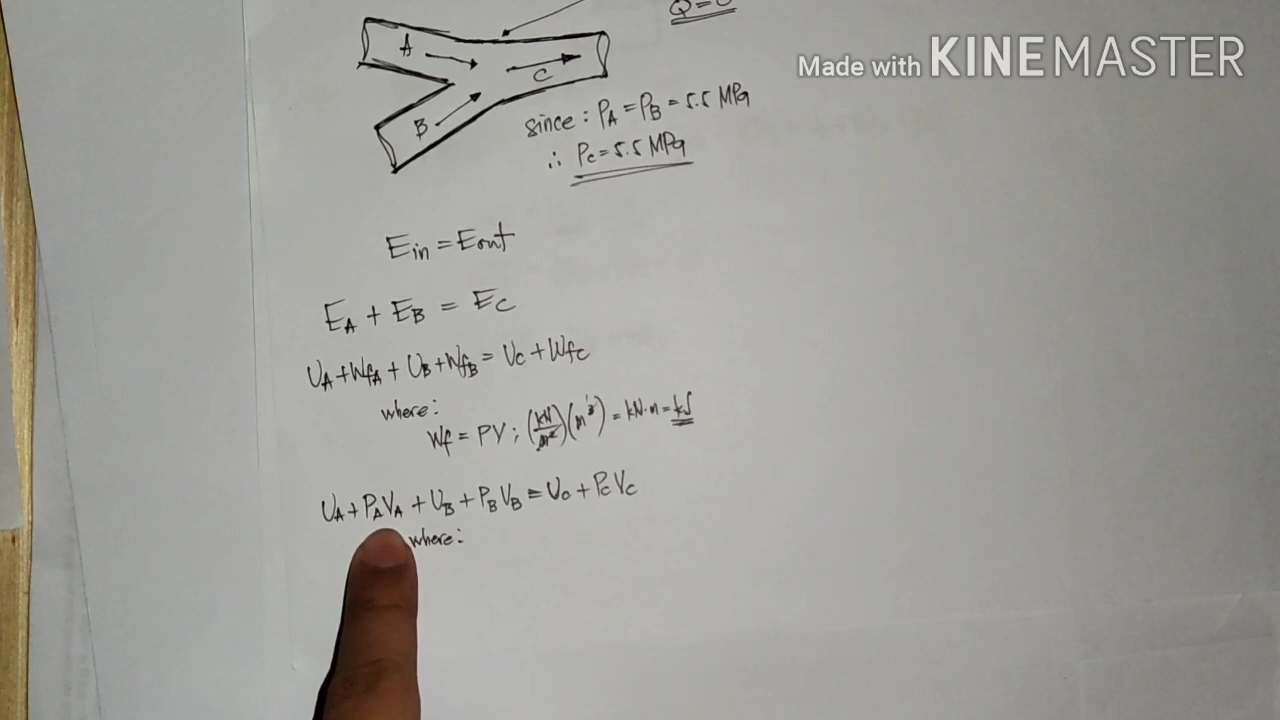 Q=0
Made with KINEMASTER
A
C
B
since: PA = PB = 5.5 MPa
∴ Pc = 5.5 MPa
Ein = Eout
EA + EB = EC
UA + WfA + UB + WfB = UC + WfC
where:
Wf = PV ; (kN/m²)(m³) = kN·m = kJ
UA + PAVA + UB + PBVB = UC + PCVC
where: